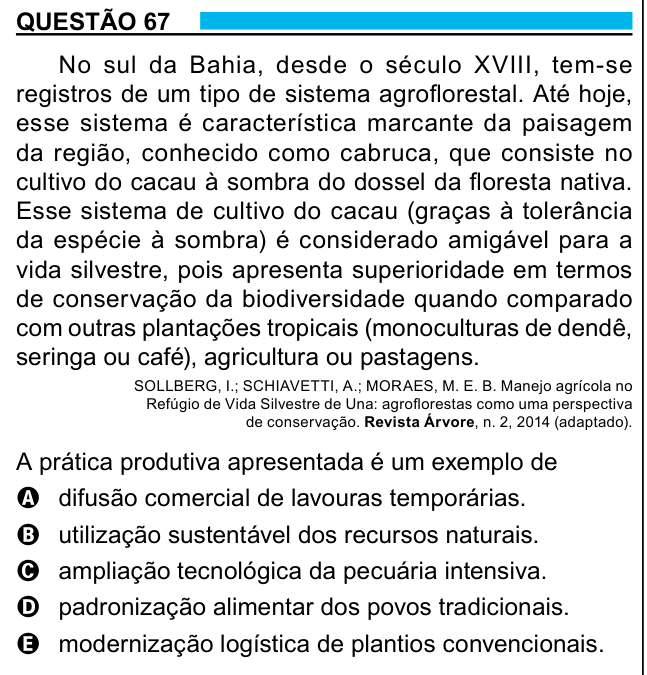 QUESTÃO 67
No sul da Bahia, desde o século XVIII, tem-se
registros de um tipo de sistema agroflorestal. Até hoje,
esse sistema é característica marcante da paisagem
da região, conhecido como cabruca, que consiste no
cultivo do cacau à sombra do dossel da floresta nativa.
Esse sistema de cultivo do cacau (graças à tolerância
da espécie à sombra) é considerado amigável para a
vida silvestre, pois apresenta superioridade em termos
de conservação da biodiversidade quando comparado
com outras plantações tropicais (monoculturas de dendê,
seringa ou café), agricultura ou pastagens.
SOLLBERG, I.; SCHIAVETTI, A.; MORAES, M. E. B. Manejo agrícola no
Refúgio de Vida Silvestre de Una: agroflorestas como uma perspectiva
de conservação. Revista Árvore, n. 2, 2014 (adaptado).
A prática produtiva apresentada é um exemplo de
A difusão comercial de lavouras temporárias.
B utilização sustentável dos recursos naturais.
C ampliação tecnológica da pecuária intensiva.
D padronização alimentar dos povos tradicionais.
E modernização logística de plantios convencionais.